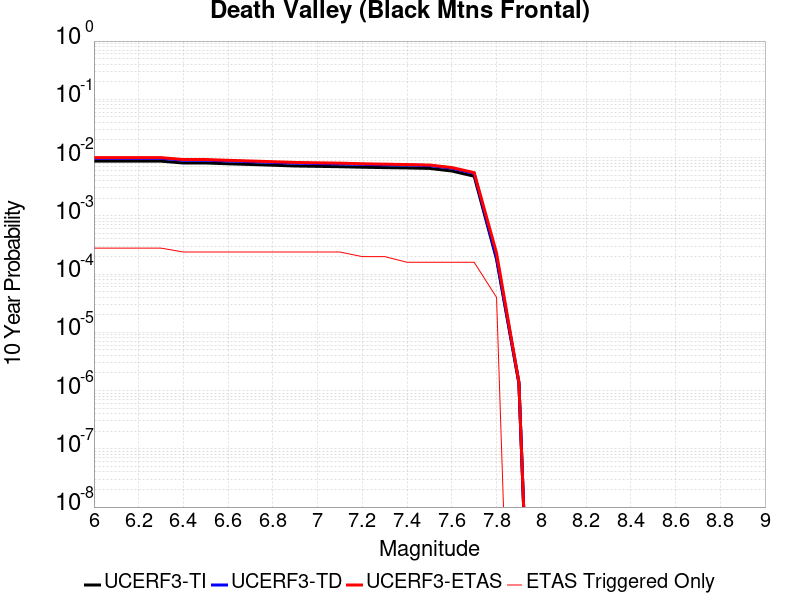 Death Valley (Black Mtns Frontal)
10 0
10 -1
10 -2
10 -3
10 -4
10 -5
10 -6
10 -7
10 -8
10 Year Probability
6 6.2 6.4 6.6 6.8 7 7.2 7.4 7.6 7.8 8 8.2 8.4 8.6 8.8 9
Magnitude
UCERF3-TI UCERF3-TD UCERF3-ETAS ETAS Triggered Only